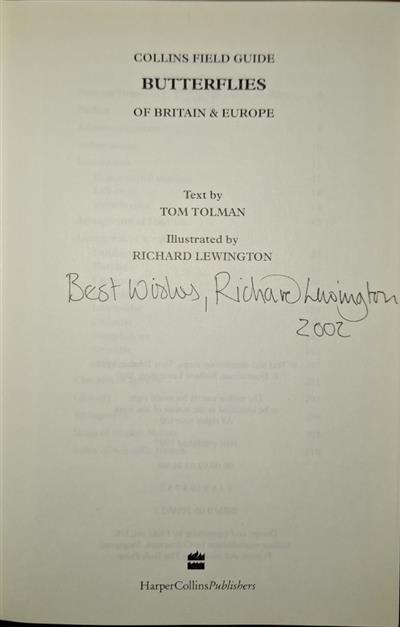 COLLINS FIELD GUIDE
BUTTERFLIES
OF BRITAIN & EUROPE
Text by
TOM TOLMAN
Illustrated by
RICHARD LEWINGTON
Best Wishes, Richard Lewington
2002
HarperCollinsPublishers